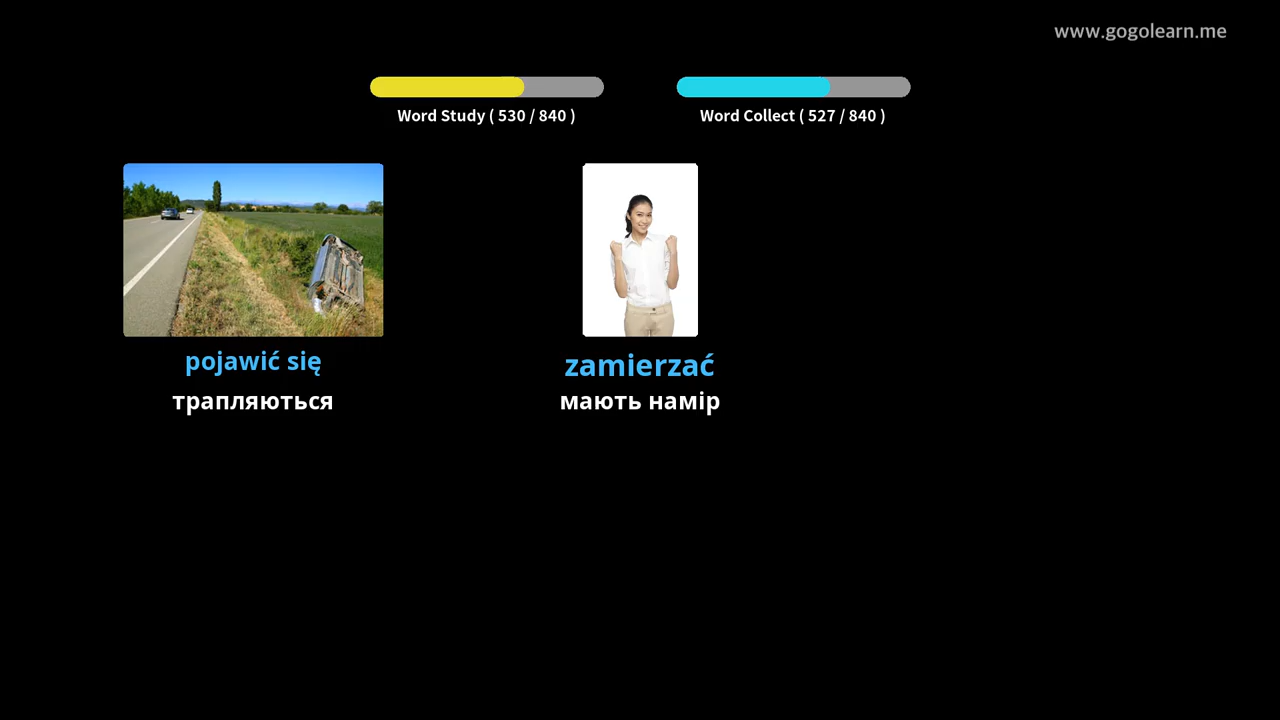 www.gogolearn.me
Word Study ( 530 / 840 )
Word Collect ( 527 / 840 )
pojawić się
трапляються
zamierzać
мають намір